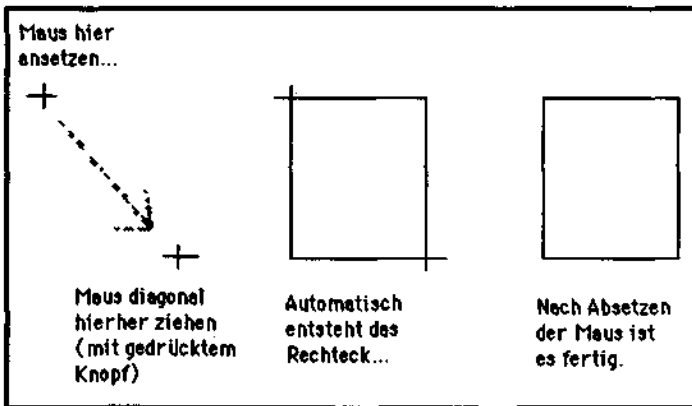 Maus hier
ansetzen...
Maus diagonal
hierher ziehen
(mit gedrücktem
Knopf)
Automatisch
entsteht das
Rechteck...
Nach Absetzen
der Maus ist
es fertig.